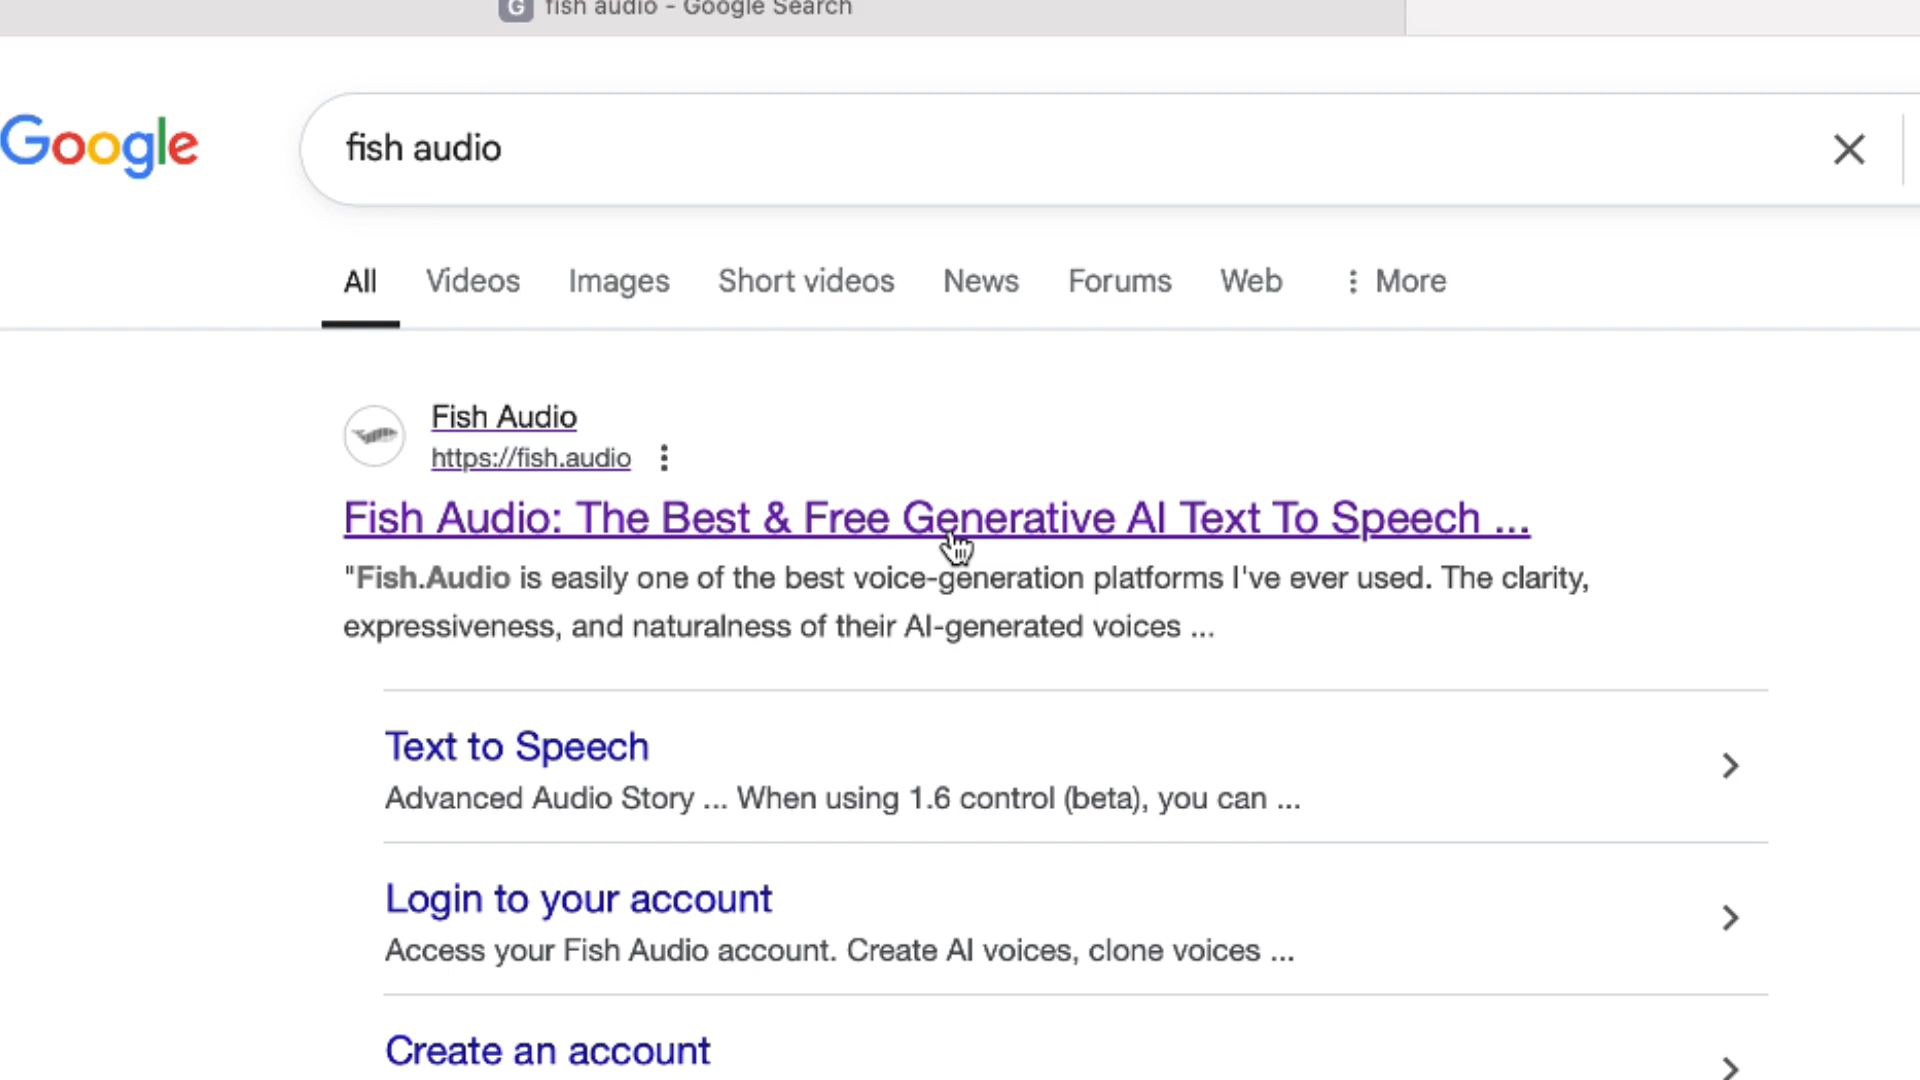 G fish audio - Google Search
Google
fish audio
All Videos Images Short videos News Forums Web More
Fish Audio
https://fish.audio
Fish Audio: The Best & Free Generative AI Text To Speech ...
"Fish.Audio is easily one of the best voice-generation platforms I've ever used. The clarity,
expressiveness, and naturalness of their AI-generated voices ...
Text to Speech
Advanced Audio Story ... When using 1.6 control (beta), you can ...
Login to your account
Access your Fish Audio account. Create AI voices, clone voices ...
Create an account